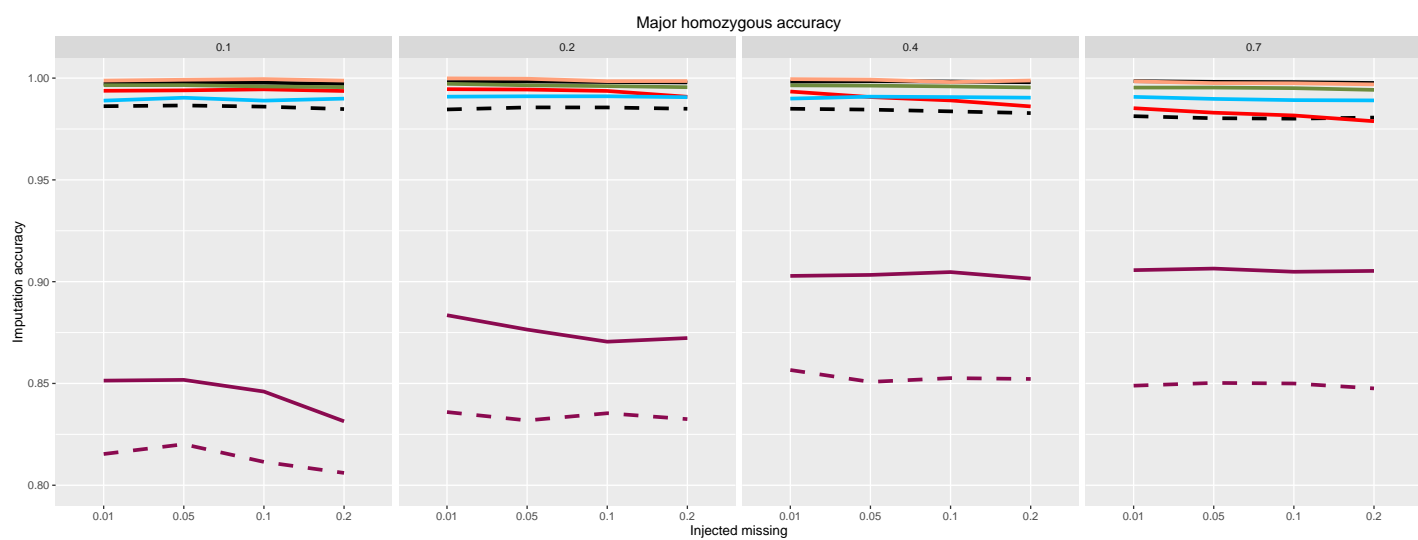 Major homozygous accuracy
0.1 0.2 0.4 0.7
1.00
0.95
0.90
0.85
0.80
Imputation accuracy
0.01 0.05 0.1 0.2 0.01 0.05 0.1 0.2 0.01 0.05 0.1 0.2 0.01 0.05 0.1 0.2
Injected missing